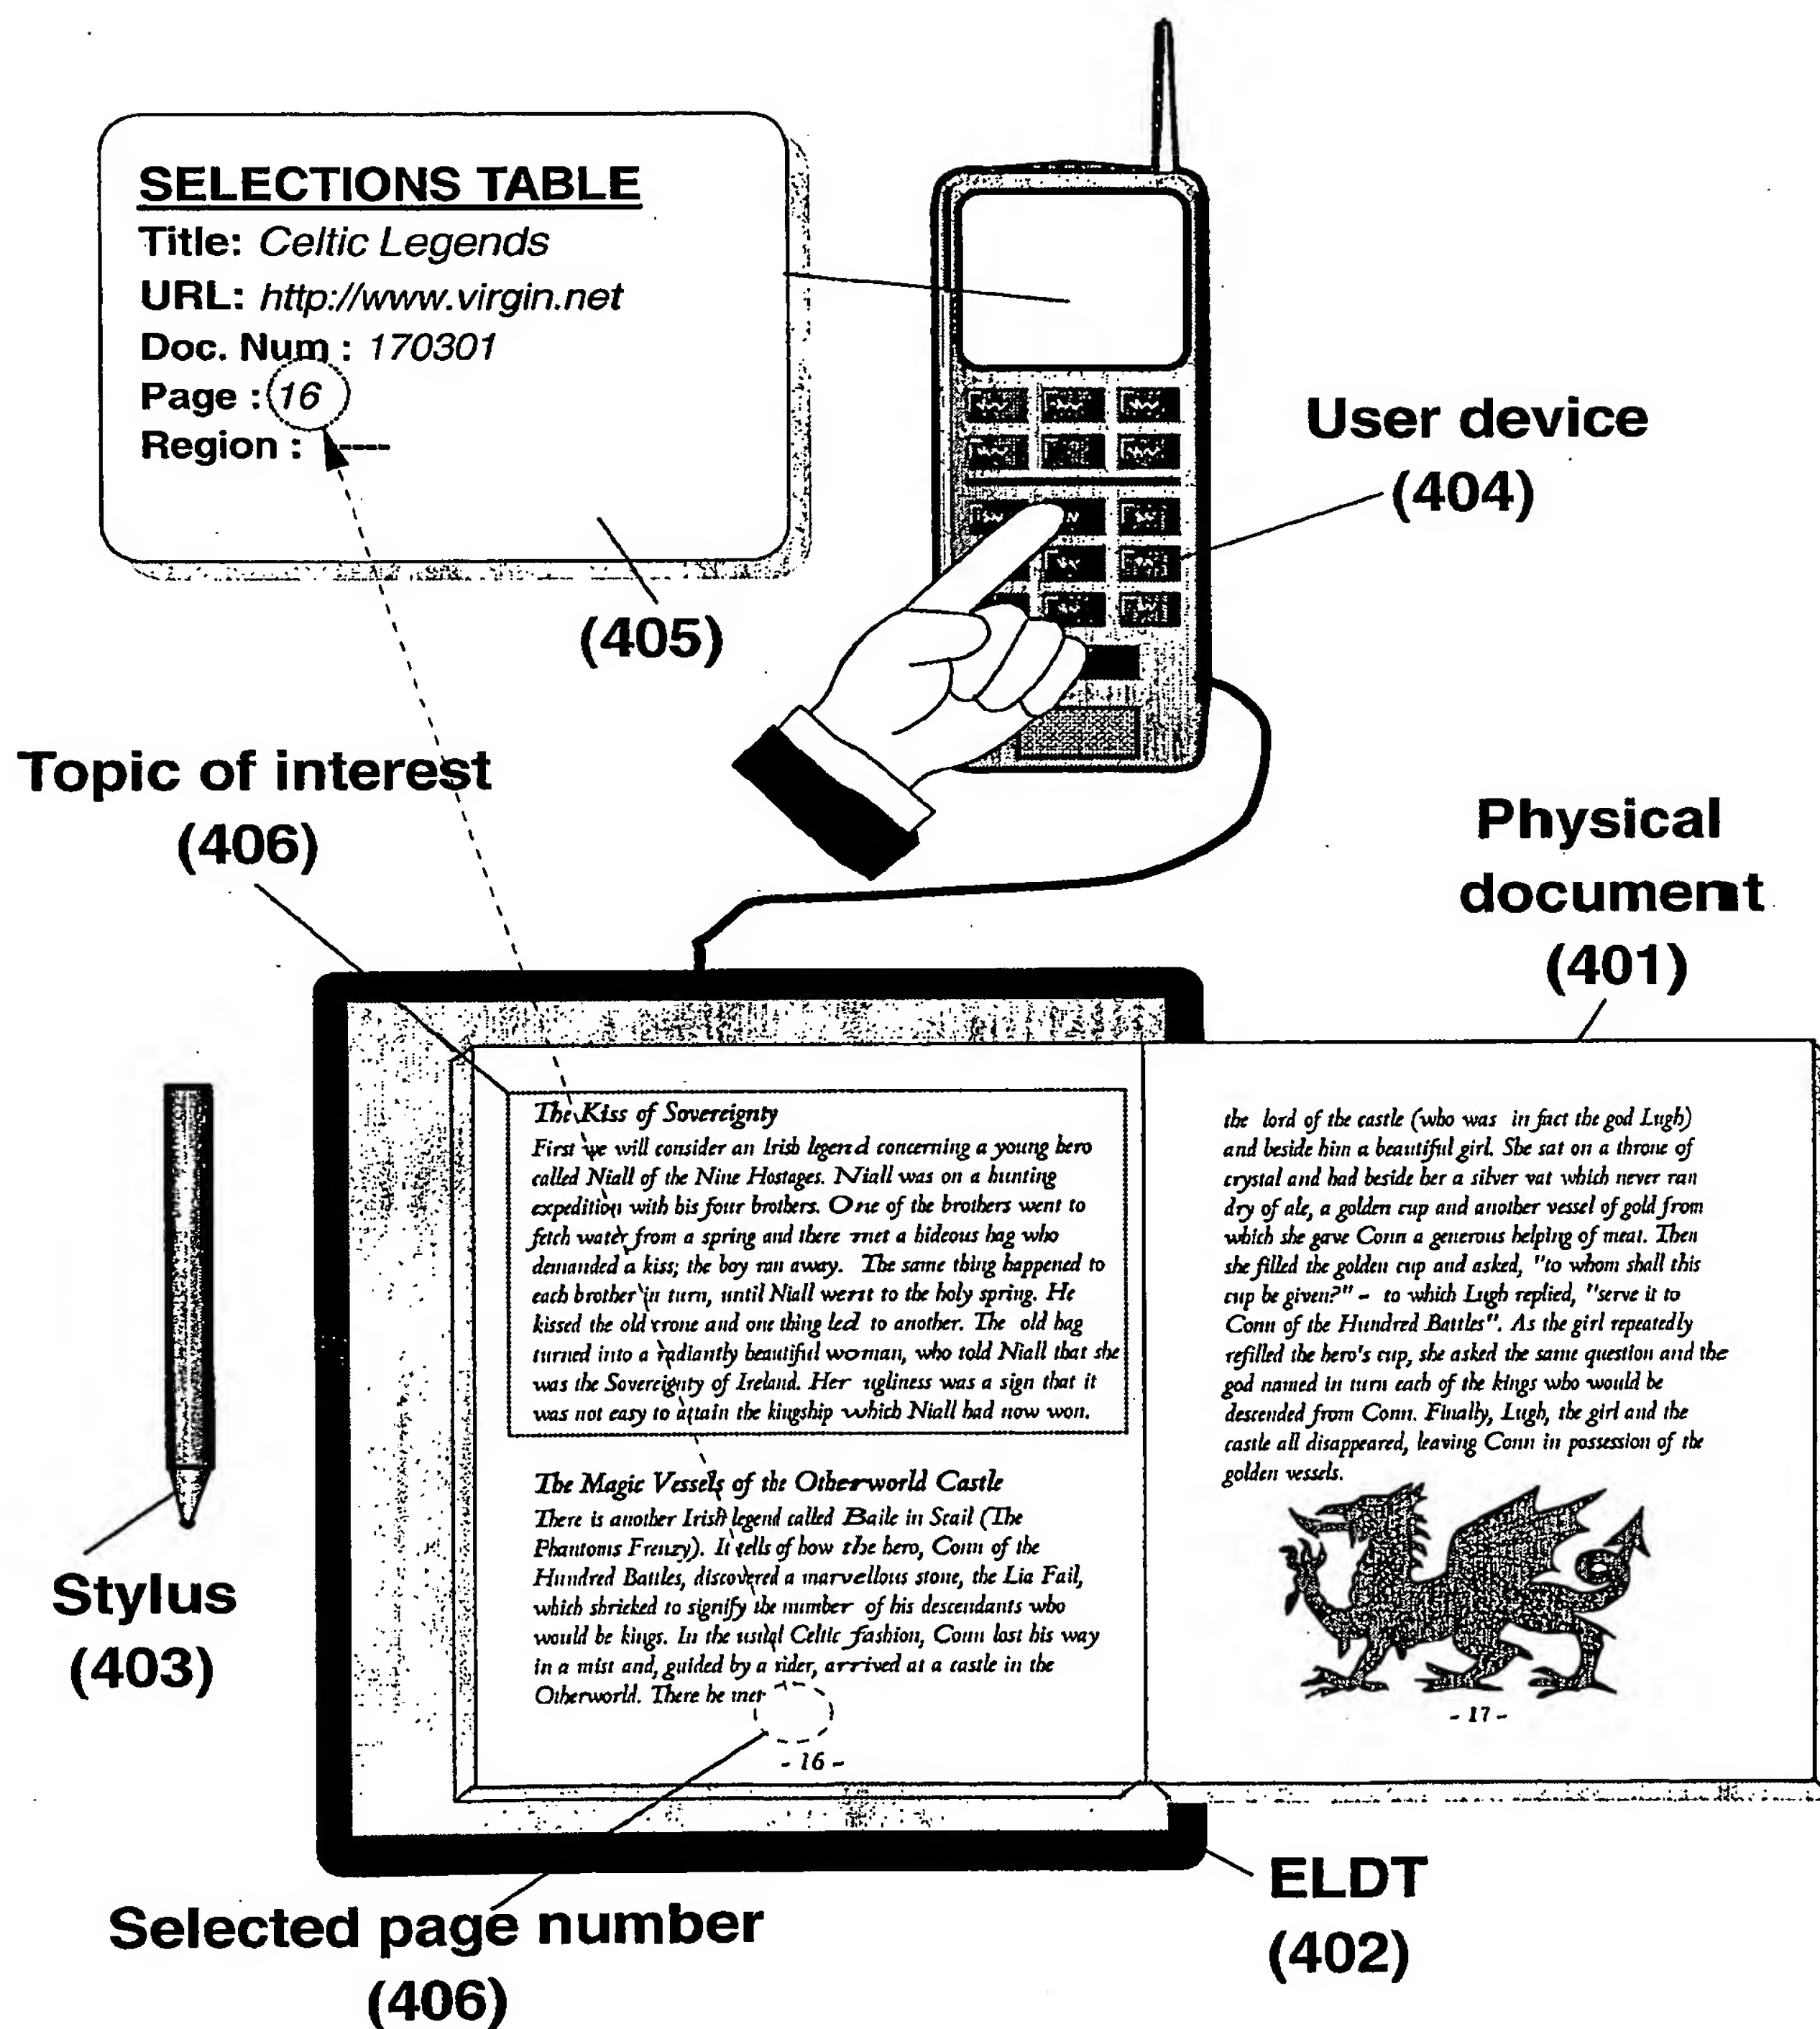 SELECTIONS TABLE
Title: Celtic Legends
URL: http://www.virgin.net
Doc. Num : 170301
Page : 16
Region : -----
(405)
User device
(404)
Topic of interest
(406)
Physical
document
(401)
The Kiss of Sovereignty
First we will consider an Irish legend concerning a young hero
called Niall of the Nine Hostages. Niall was on a hunting
expedition with his four brothers. One of the brothers went to
fetch water from a spring and there met a hideous hag who
demanded a kiss; the boy ran away. The same thing happened to
each brother in turn, until Niall went to the holy spring. He
kissed the old crone and one thing led to another. The old hag
turned into a radiantly beautiful woman, who told Niall that she
was the Sovereignty of Ireland. Her ugliness was a sign that it
was not easy to attain the kingship which Niall had now won.
The Magic Vessels of the Otherworld Castle
There is another Irish legend called Baile in Scail (The
Phantoms Frenzy). It tells of how the hero, Conn of the
Hundred Battles, discovered a marvellous stone, the Lia Fail,
which shrieked to signify the number of his descendants who
would be kings. In the usual Celtic fashion, Conn lost his way
in a mist and, guided by a rider, arrived at a castle in the
Otherworld. There he met
- 16 -
the lord of the castle (who was in fact the god Lugh)
and beside him a beautiful girl. She sat on a throne of
crystal and had beside her a silver vat which never ran
dry of ale, a golden cup and another vessel of gold from
which she gave Conn a generous helping of meat. Then
she filled the golden cup and asked, "to whom shall this
cup be given?" - to which Lugh replied, "serve it to
Conn of the Hundred Battles". As the girl repeatedly
refilled the hero's cup, she asked the same question and the
god named in turn each of the kings who would be
descended from Conn. Finally, Lugh, the girl and the
castle all disappeared, leaving Conn in possession of the
golden vessels.
- 17 -
Stylus
(403)
ELDT
(402)
Selected page number
(406)